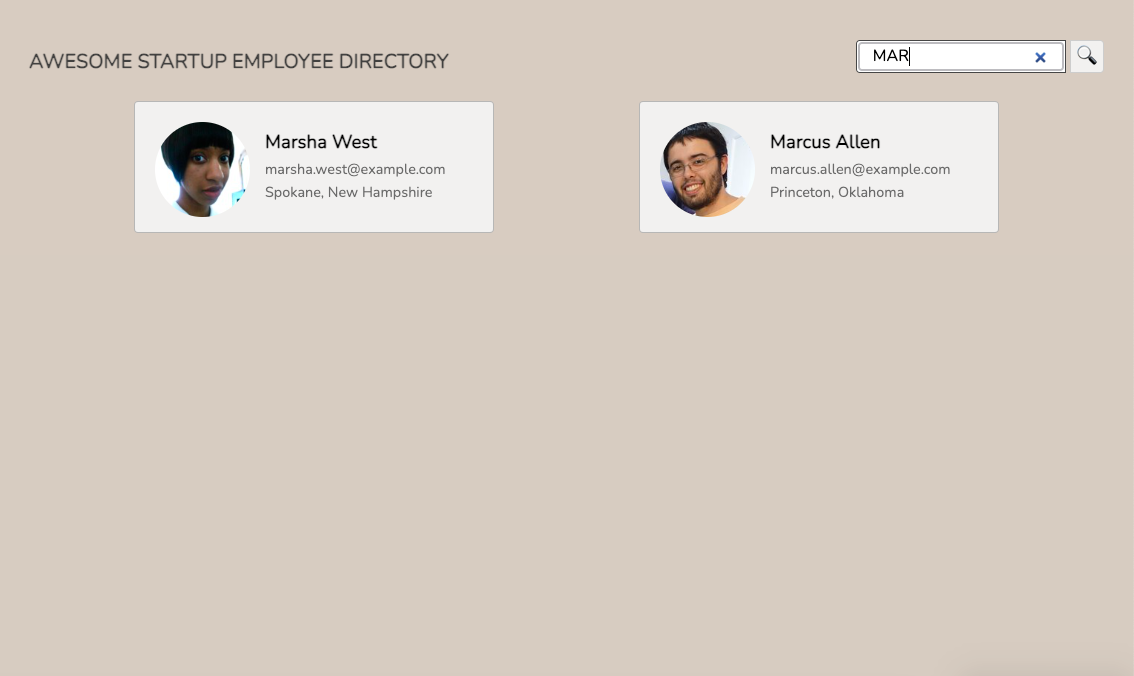 AWESOME STARTUP EMPLOYEE DIRECTORY
MAR
Marsha West
marsha.west@example.com
Spokane, New Hampshire
Marcus Allen
marcus.allen@example.com
Princeton, Oklahoma